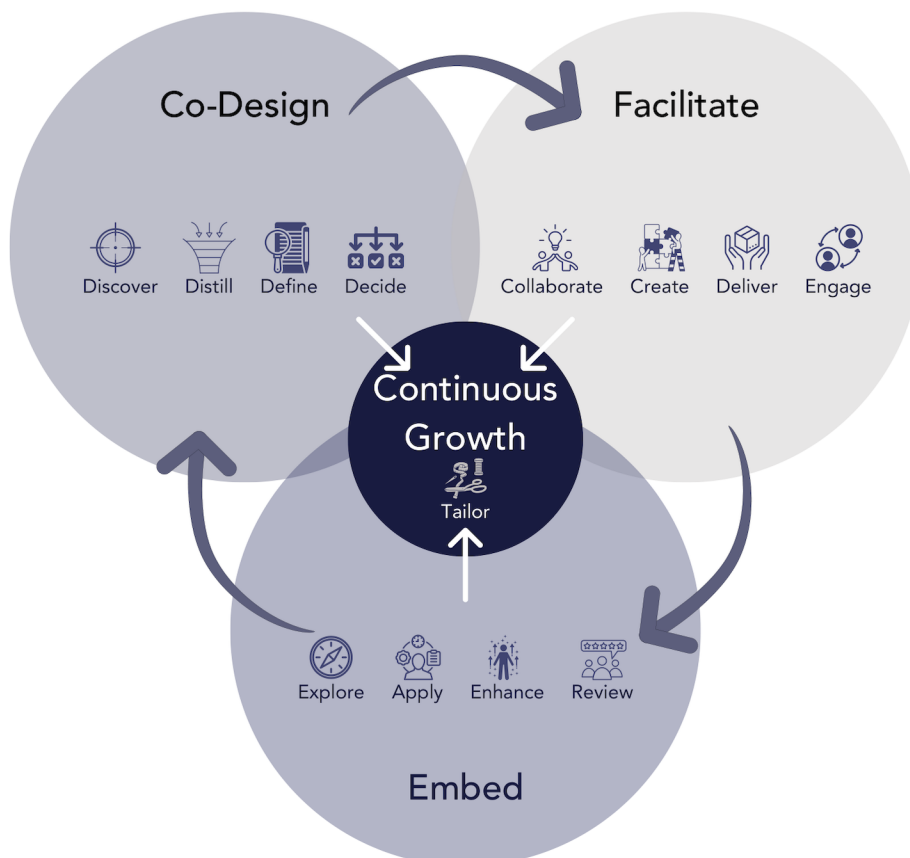 Co-Design
Facilitate
Discover Distill Define Decide
Collaborate Create Deliver Engage
Continuous
Growth
Tailor
Explore Apply Enhance Review
Embed